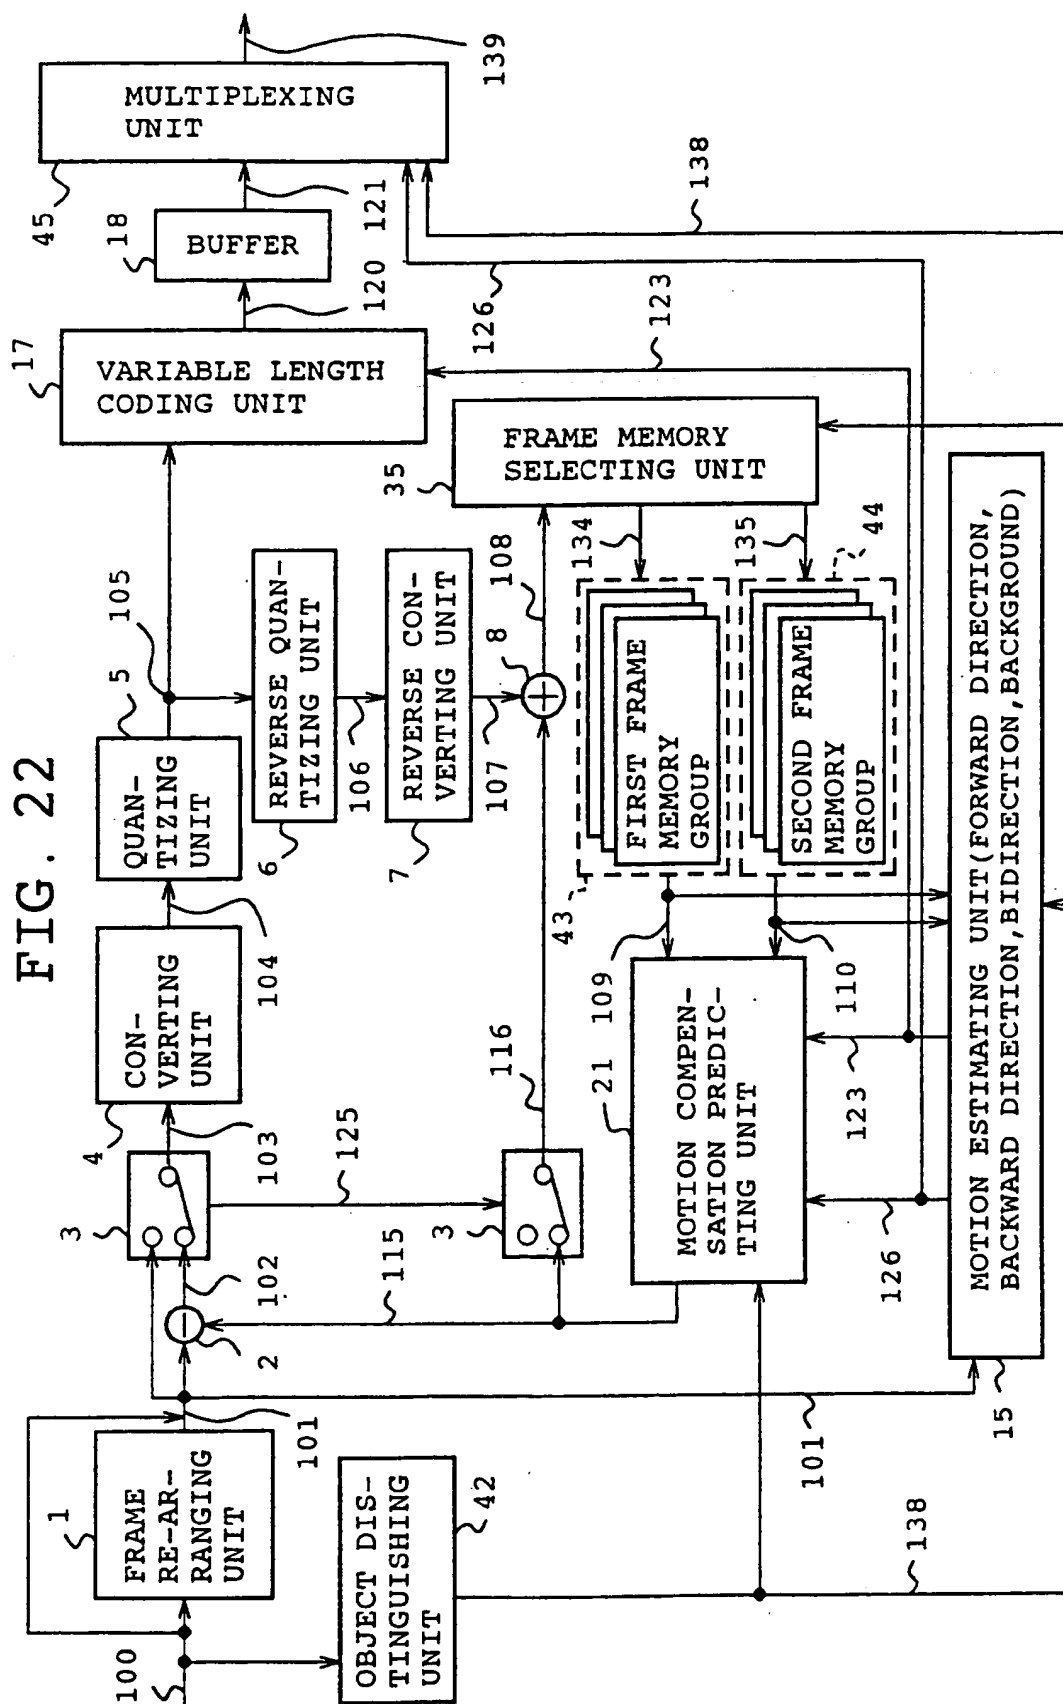 FIG. 22
100
1
FRAME
RE-AR-
RANGING
UNIT
101
2
102
3
103
4
CON-
VERTING
UNIT
104
5
QUAN-
TIZING
UNIT
105
17
VARIABLE LENGTH
CODING UNIT
120
18
BUFFER
121
45
MULTIPLEXING
UNIT
139
6
REVERSE QUAN-
TIZING UNIT
106
7
REVERSE CON-
VERTING UNIT
107
8
108
125
3
115
116
42
OBJECT DIS-
TINGUISHING
UNIT
35
FRAME MEMORY
SELECTING UNIT
134
135
43
FIRST FRAME
MEMORY
GROUP
44
SECOND FRAME
MEMORY
GROUP
109
110
21
MOTION COMPEN-
SATION PREDIC-
TING UNIT
126
123
123
126
138
101
138
15
MOTION ESTIMATING UNIT(FORWARD DIRECTION,
BACKWARD DIRECTION,BIDIRECTION,BACKGROUND)